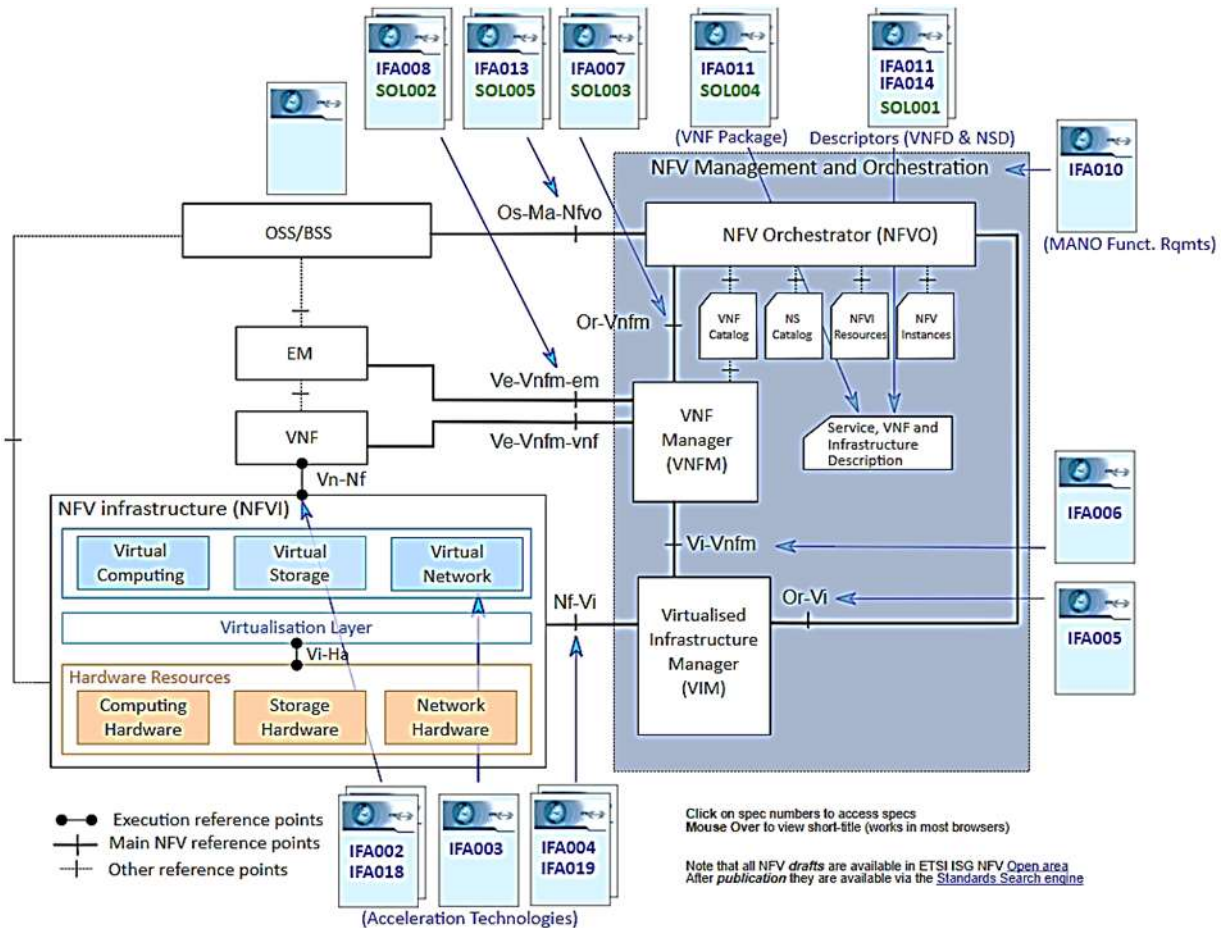 IFA008
SOL002
IFA013
SOL005
IFA007
SOL003
IFA011
SOL004
(VNF Package)
IFA011
IFA014
SOL001
Descriptors (VNFD & NSD)
IFA010
(MANO Funct. Rqmts)
NFV Management and Orchestration
OSS/BSS
Os-Ma-Nfvo
NFV Orchestrator (NFVO)
Or-Vnfm
VNF
Catalog
NS
Catalog
NFVI
Resources
NFV
Instances
EM
Ve-Vnfm-em
VNF
Ve-Vnfm-vnf
VNF
Manager
(VNFM)
Service, VNF and
Infrastructure
Description
Vn-Nf
NFV infrastructure (NFVI)
Virtual
Computing
Virtual
Storage
Virtual
Network
Virtualisation Layer
Vi-Ha
Hardware Resources
Computing
Hardware
Storage
Hardware
Network
Hardware
Nf-Vi
Vi-Vnfm
Or-Vi
Virtualised
Infrastructure
Manager
(VIM)
IFA006
IFA005
Execution reference points
Main NFV reference points
Other reference points
IFA002
IFA018
IFA003
IFA004
IFA019
(Acceleration Technologies)
Click on spec numbers to access specs
Mouse Over to view short-title (works in most browsers)
Note that all NFV drafts are available in ETSI ISG NFV Open area
After publication they are available via the Standards Search engine